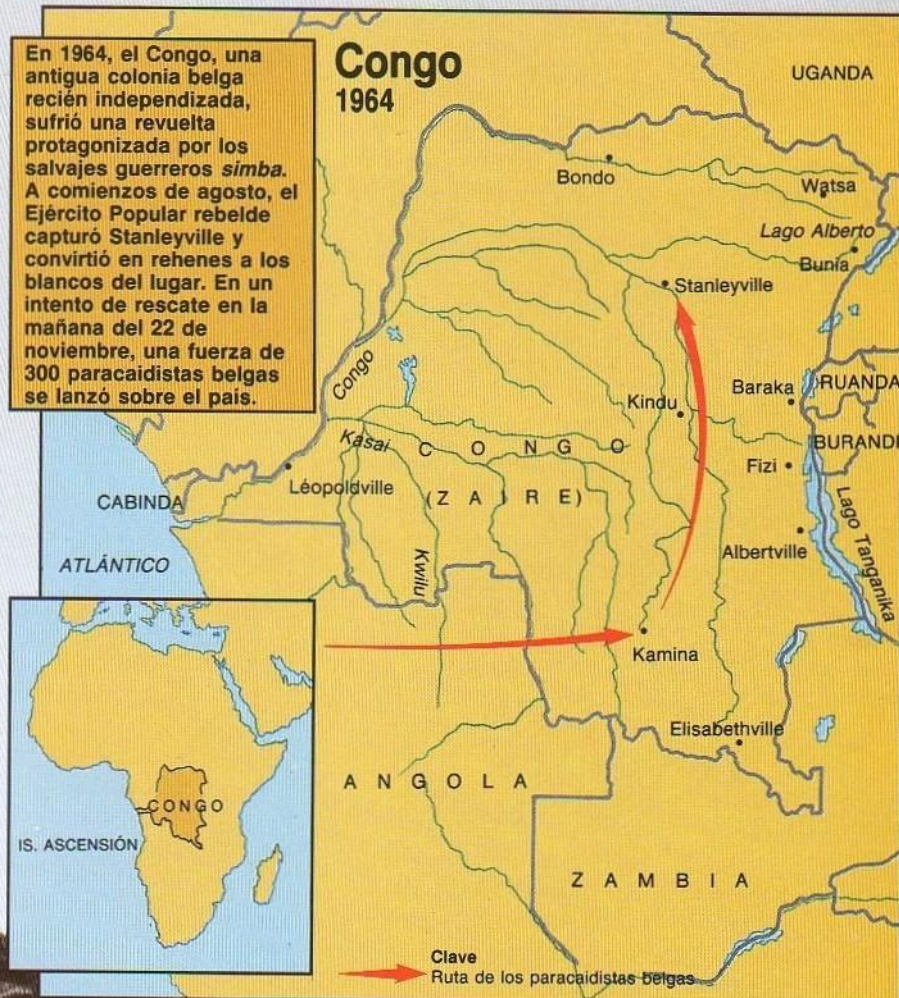 En 1964, el Congo, una
antigua colonia belga
recién independizada,
sufrió una revuelta
protagonizada por los
salvajes guerreros simba.
A comienzos de agosto, el
Ejército Popular rebelde
capturó Stanleyville y
convirtió en rehenes a los
blancos del lugar. En un
intento de rescate en la
mañana del 22 de
noviembre, una fuerza de
300 paracaidistas belgas
se lanzó sobre el país.
Congo
1964
UGANDA
Bondo
Watsa
Lago Alberto
Bunia
Stanleyville
Congo
Kindu
Baraka
RUANDA
Kasai
CONGO
BURANDI
Fizi
Léopoldville
(ZAIRE)
CABINDA
Lago Tanganika
Albertville
ATLÁNTICO
Kwilu
Kamina
Elisabethville
ANGOLA
CONGO
IS. ASCENSIÓN
ZAMBIA
Clave
Ruta de los paracaidistas belgas